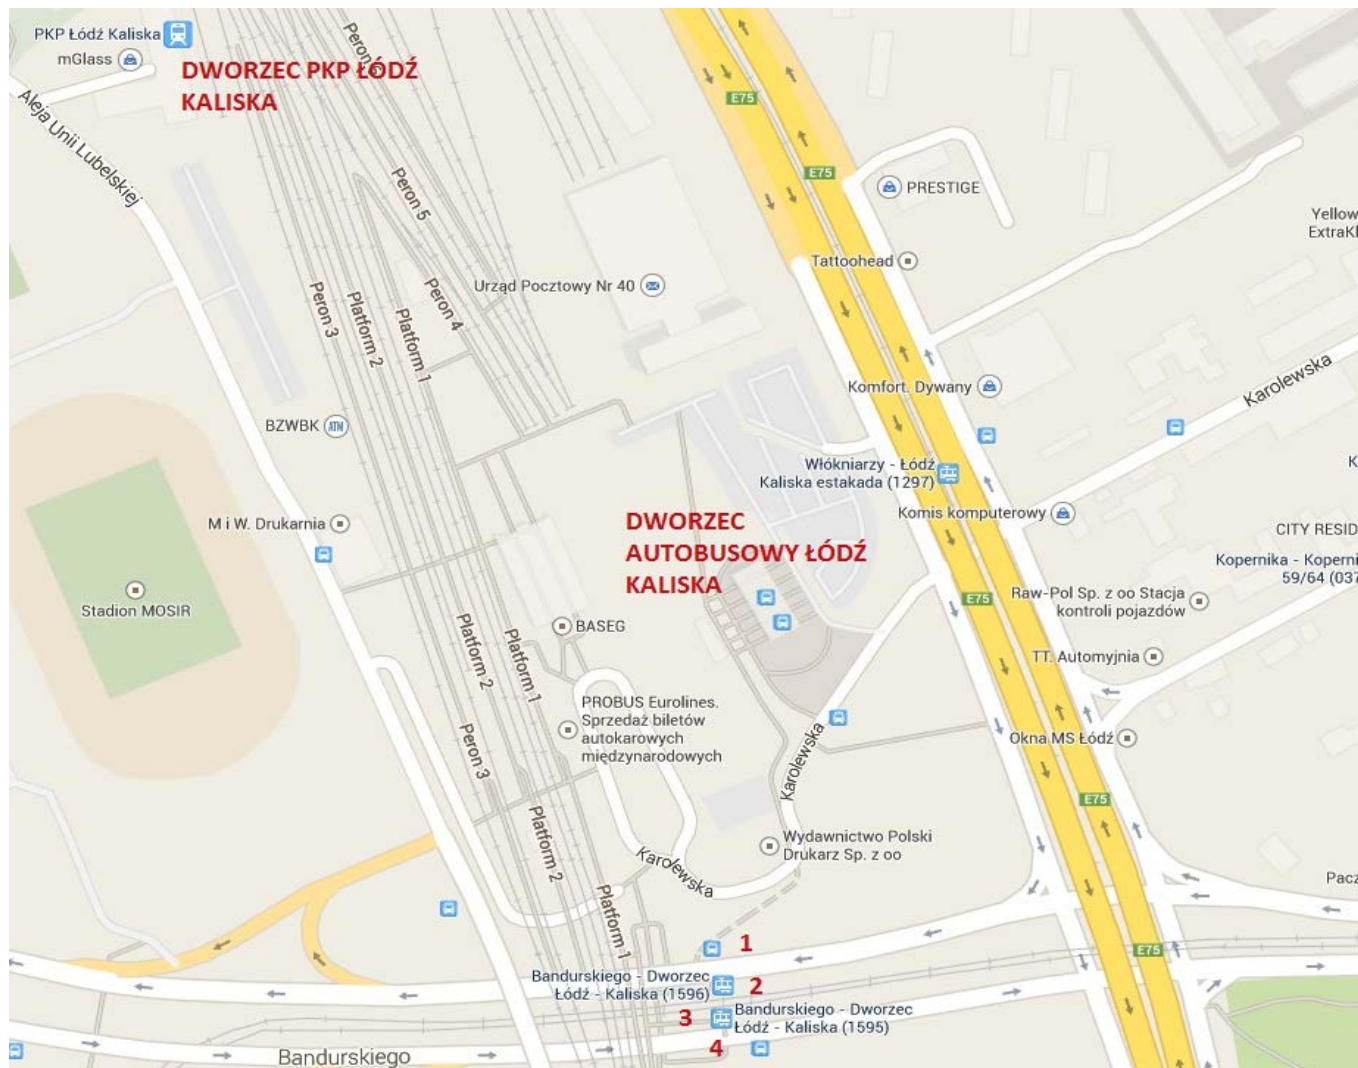 PKP Łódź Kaliska
mGlass
DWORZEC PKP ŁÓDŹ
KALISKA
Aleja Unii Lubelskiej
Peron 5
E75
E75
PRESTIGE
Yellow
ExtraKl
Tattoohead
Urząd Pocztowy Nr 40
Peron 3
Platform 2
Platform 1
Peron 4
Komfort. Dywany
Karolewska
BZWBK
ATM
Włókniarzy - Łódź
Kaliska estakada (1297)
K
Komis komputerowy
M i W. Drukarnia
DWORZEC
AUTOBUSOWY ŁÓDŹ
KALISKA
CITY RESID
Kopernika - Koperni
59/64 (037
Stadion MOSIR
E75
Raw-Pol Sp. z oo Stacja
kontroli pojazdów
BASEG
TT. Automyjnia
Platform 2
Platform 1
PROBUS Eurolines.
Sprzedaż biletów
autokarowych
międzynarodowych
Peron 3
Okna MS Łódź
Karolewska
E75
Platform 2
Wydawnictwo Polski
Drukarz Sp. z oo
Karolewska
Pacz
Platform 1
1
E75
Bandurskiego - Dworzec
Łódź - Kaliska (1596)
2
3
Bandurskiego - Dworzec
Łódź - Kaliska (1595)
4
Bandurskiego